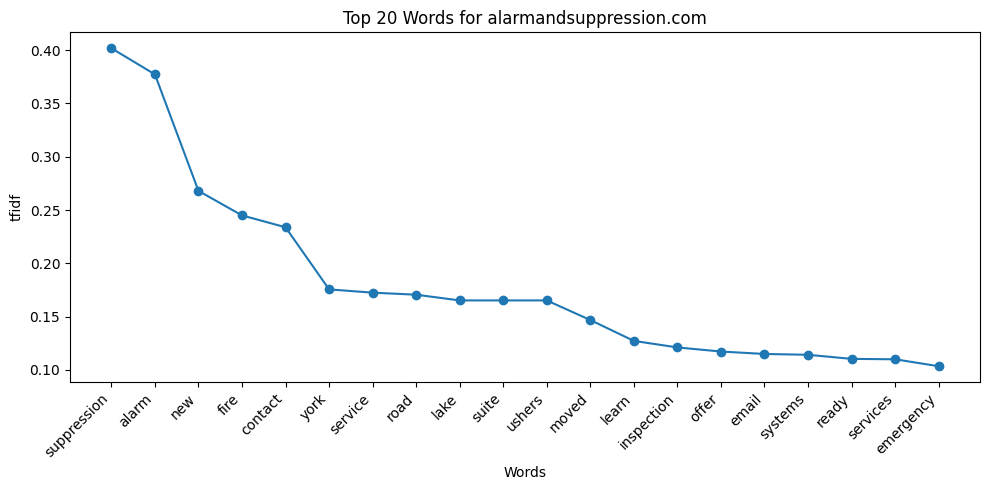 Top 20 Words for alarmandsuppression.com
tfidf
0.40
0.35
0.30
0.25
0.20
0.15
0.10
suppression
alarm
new
fire
contact
york
service
road
lake
suite
ushers
moved
learn
inspection
offer
email
systems
ready
services
emergency
Words